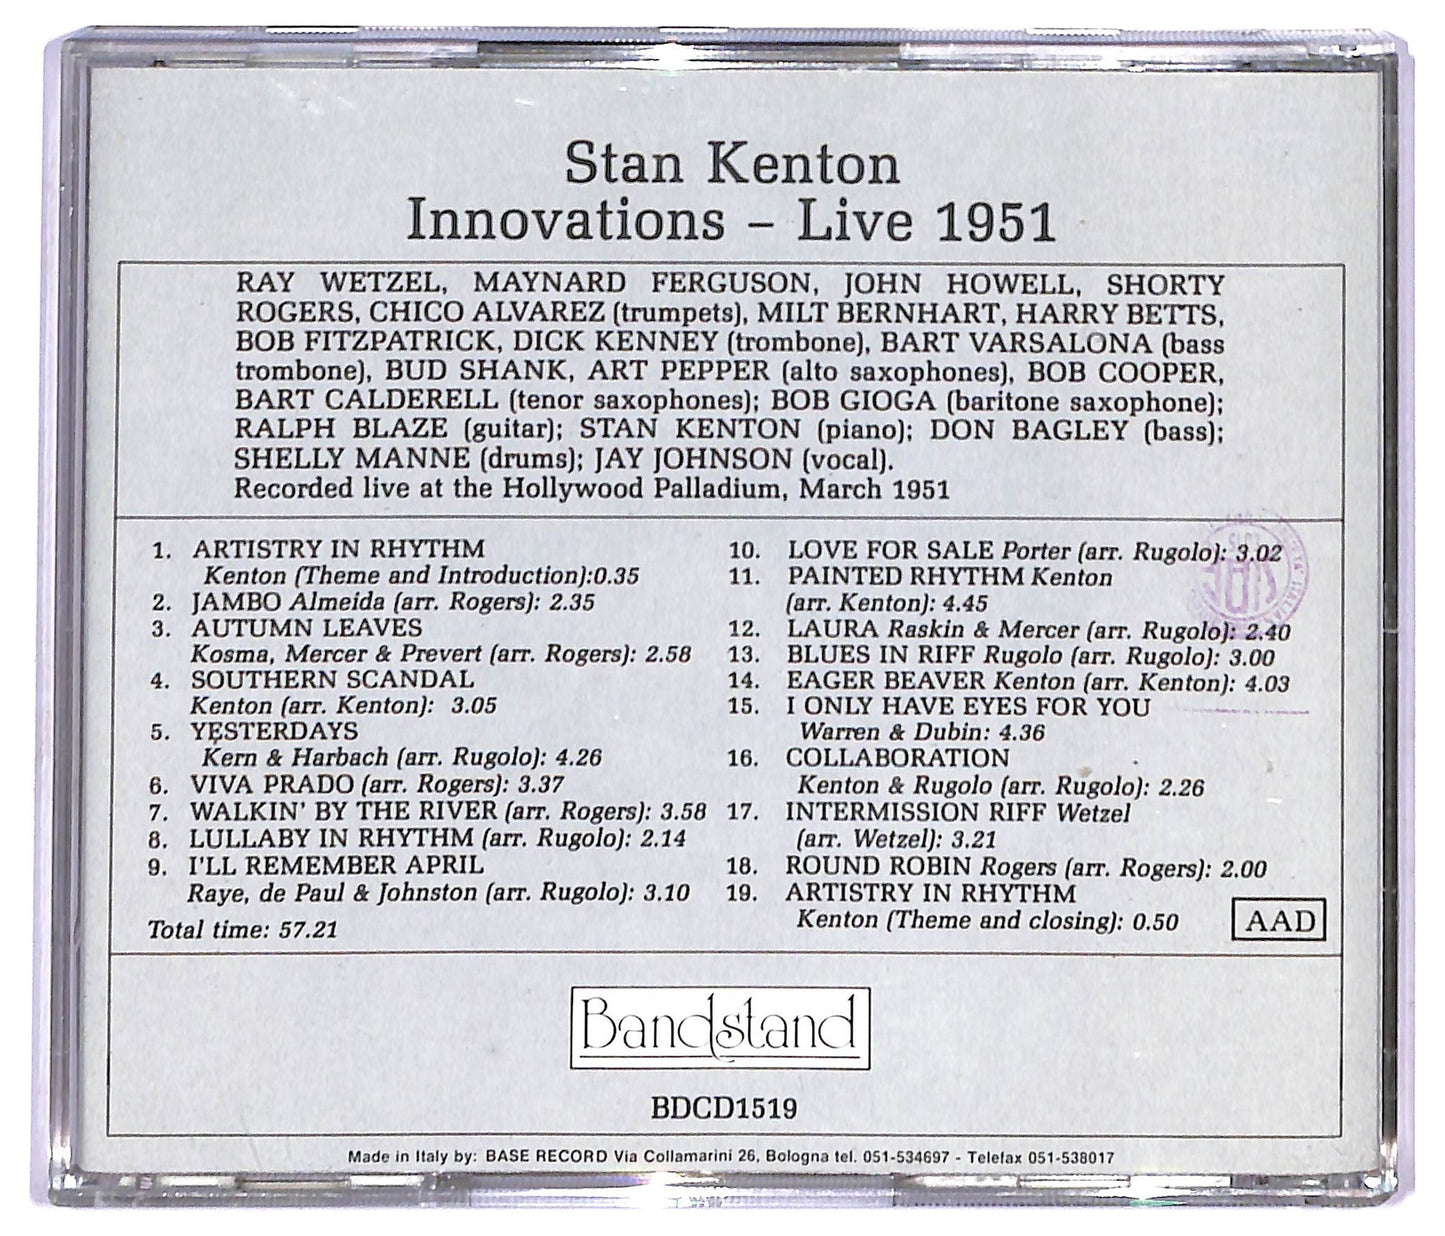 Stan Kenton
Innovations – Live 1951
RAY WETZEL, MAYNARD FERGUSON, JOHN HOWELL, SHORTY
ROGERS, CHICO ALVAREZ (trumpets), MILT BERNHART, HARRY BETTS,
BOB FITZPATRICK, DICK KENNEY (trombone), BART VARSALONA (bass
trombone), BUD SHANK, ART PEPPER (alto saxophones), BOB COOPER,
BART CALDERELL (tenor saxophones); BOB GIOGA (baritone saxophone);
RALPH BLAZE (guitar); STAN KENTON (piano); DON BAGLEY (bass);
SHELLY MANNE (drums); JAY JOHNSON (vocal).
Recorded live at the Hollywood Palladium, March 1951
1. ARTISTRY IN RHYTHM
Kenton (Theme and Introduction):0.35
2. JAMBO Almeida (arr. Rogers): 2.35
3. AUTUMN LEAVES
Kosma, Mercer & Prevert (arr. Rogers): 2.58
4. SOUTHERN SCANDAL
Kenton (arr. Kenton): 3.05
5. YESTERDAYS
Kern & Harbach (arr. Rugolo): 4.26
6. VIVA PRADO (arr. Rogers): 3.37
7. WALKIN' BY THE RIVER (arr. Rogers): 3.58
8. LULLABY IN RHYTHM (arr. Rugolo): 2.14
9. I'LL REMEMBER APRIL
Raye, de Paul & Johnston (arr. Rugolo): 3.10
Total time: 57.21
10. LOVE FOR SALE Porter (arr. Rugolo): 3.02
11. PAINTED RHYTHM Kenton
(arr. Kenton): 4.45
12. LAURA Raskin & Mercer (arr. Rugolo): 2.40
13. BLUES IN RIFF Rugolo (arr. Rugolo): 3.00
14. EAGER BEAVER Kenton (arr. Kenton): 4.03
15. I ONLY HAVE EYES FOR YOU
Warren & Dubin: 4.36
16. COLLABORATION
Kenton & Rugolo (arr. Rugolo): 2.26
17. INTERMISSION RIFF Wetzel
(arr. Wetzel): 3.21
18. ROUND ROBIN Rogers (arr. Rogers): 2.00
19. ARTISTRY IN RHYTHM
Kenton (Theme and closing): 0.50
AAD
Bandstand
BDCD1519
Made in Italy by: BASE RECORD Via Collamarini 26, Bologna tel. 051-534697 - Telefax 051-538017